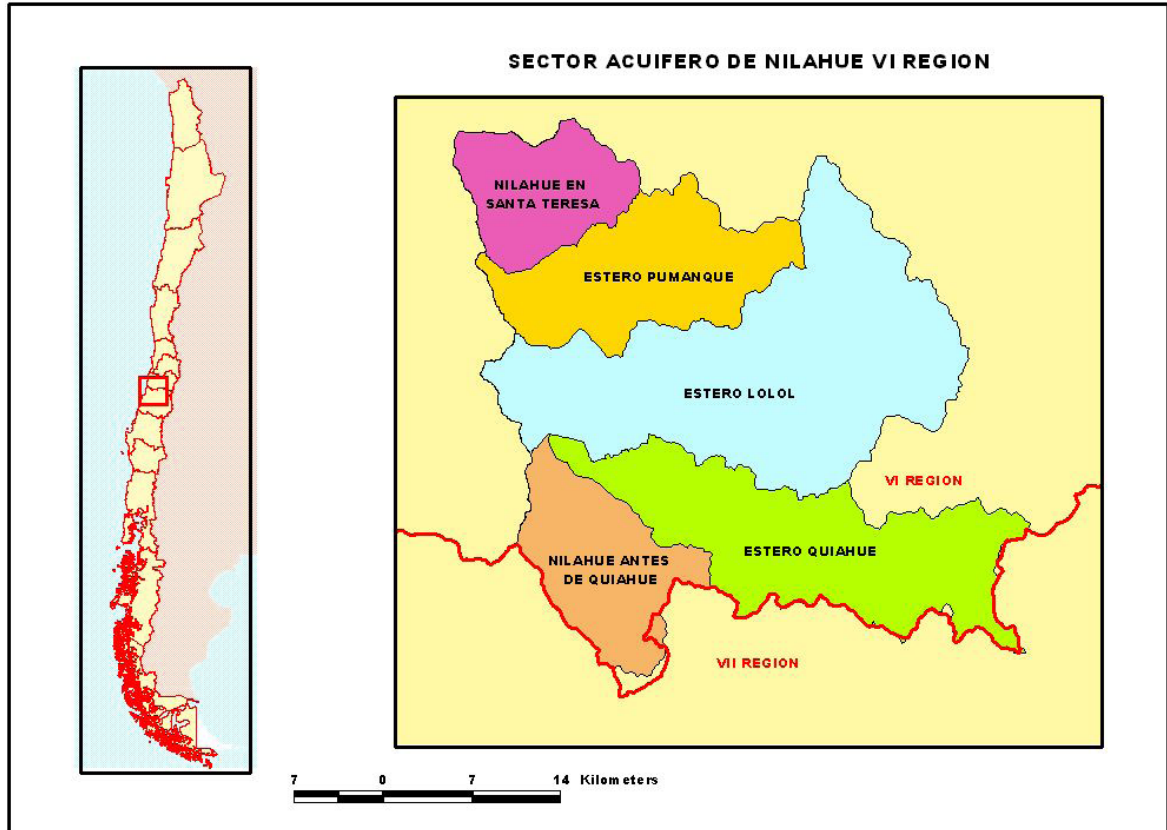 SECTOR ACUIFERO DE NILAHUE VI REGION
NILAHUE EN
SANTA TERESA
ESTERO PUMANQUE
ESTERO LOLOL
VI REGION
ESTERO QUIAHUE
NILAHUE ANTES
DE QUIAHUE
VII REGION
7 0 7 14 Kilometers